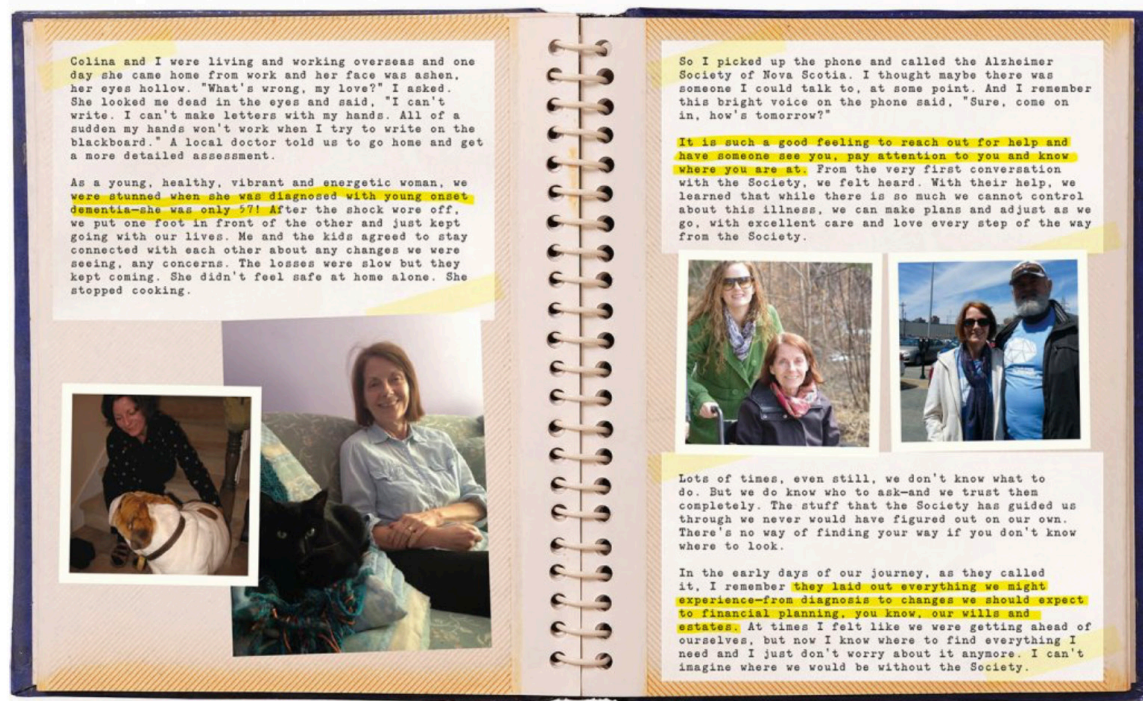 Colina and I were living and working overseas and one
day she came home from work and her face was ashen,
her eyes hollow. "What's wrong, my love?" I asked.
She looked me dead in the eyes and said, "I can't
write. I can't make letters with my hands. All of a
sudden my hands won't work when I try to write on the
blackboard." A local doctor told us to go home and get
a more detailed assessment.

As a young, healthy, vibrant and energetic woman, we
were stunned when she was diagnosed with young onset
dementia—she was only 57! After the shock wore off,
we put one foot in front of the other and just kept
going with our lives. Me and the kids agreed to stay
connected with each other about any changes we were
seeing, any concerns. The losses were slow but they
kept coming. She didn't feel safe at home alone. She
stopped cooking.

So I picked up the phone and called the Alzheimer
Society of Nova Scotia. I thought maybe there was
someone I could talk to, at some point. And I remember
this bright voice on the phone said, "Sure, come on
in, how's tomorrow?"

It is such a good feeling to reach out for help and
have someone see you, pay attention to you and know
where you are at. From the very first conversation
with the Society, we felt heard. With their help, we
learned that while there is so much we cannot control
about this illness, we can make plans and adjust as we
go, with excellent care and love every step of the way
from the Society.

Lots of times, even still, we don't know what to
do. But we do know who to ask—and we trust them
completely. The stuff that the Society has guided us
through we never would have figured out on our own.
There's no way of finding your way if you don't know
where to look.

In the early days of our journey, as they called
it, I remember they laid out everything we might
experience—from diagnosis to changes we should expect
to financial planning, you know, our wills and
estates. At times I felt like we were getting ahead of
ourselves, but now I know where to find everything I
need and I just don't worry about it anymore. I can't
imagine where we would be without the Society.